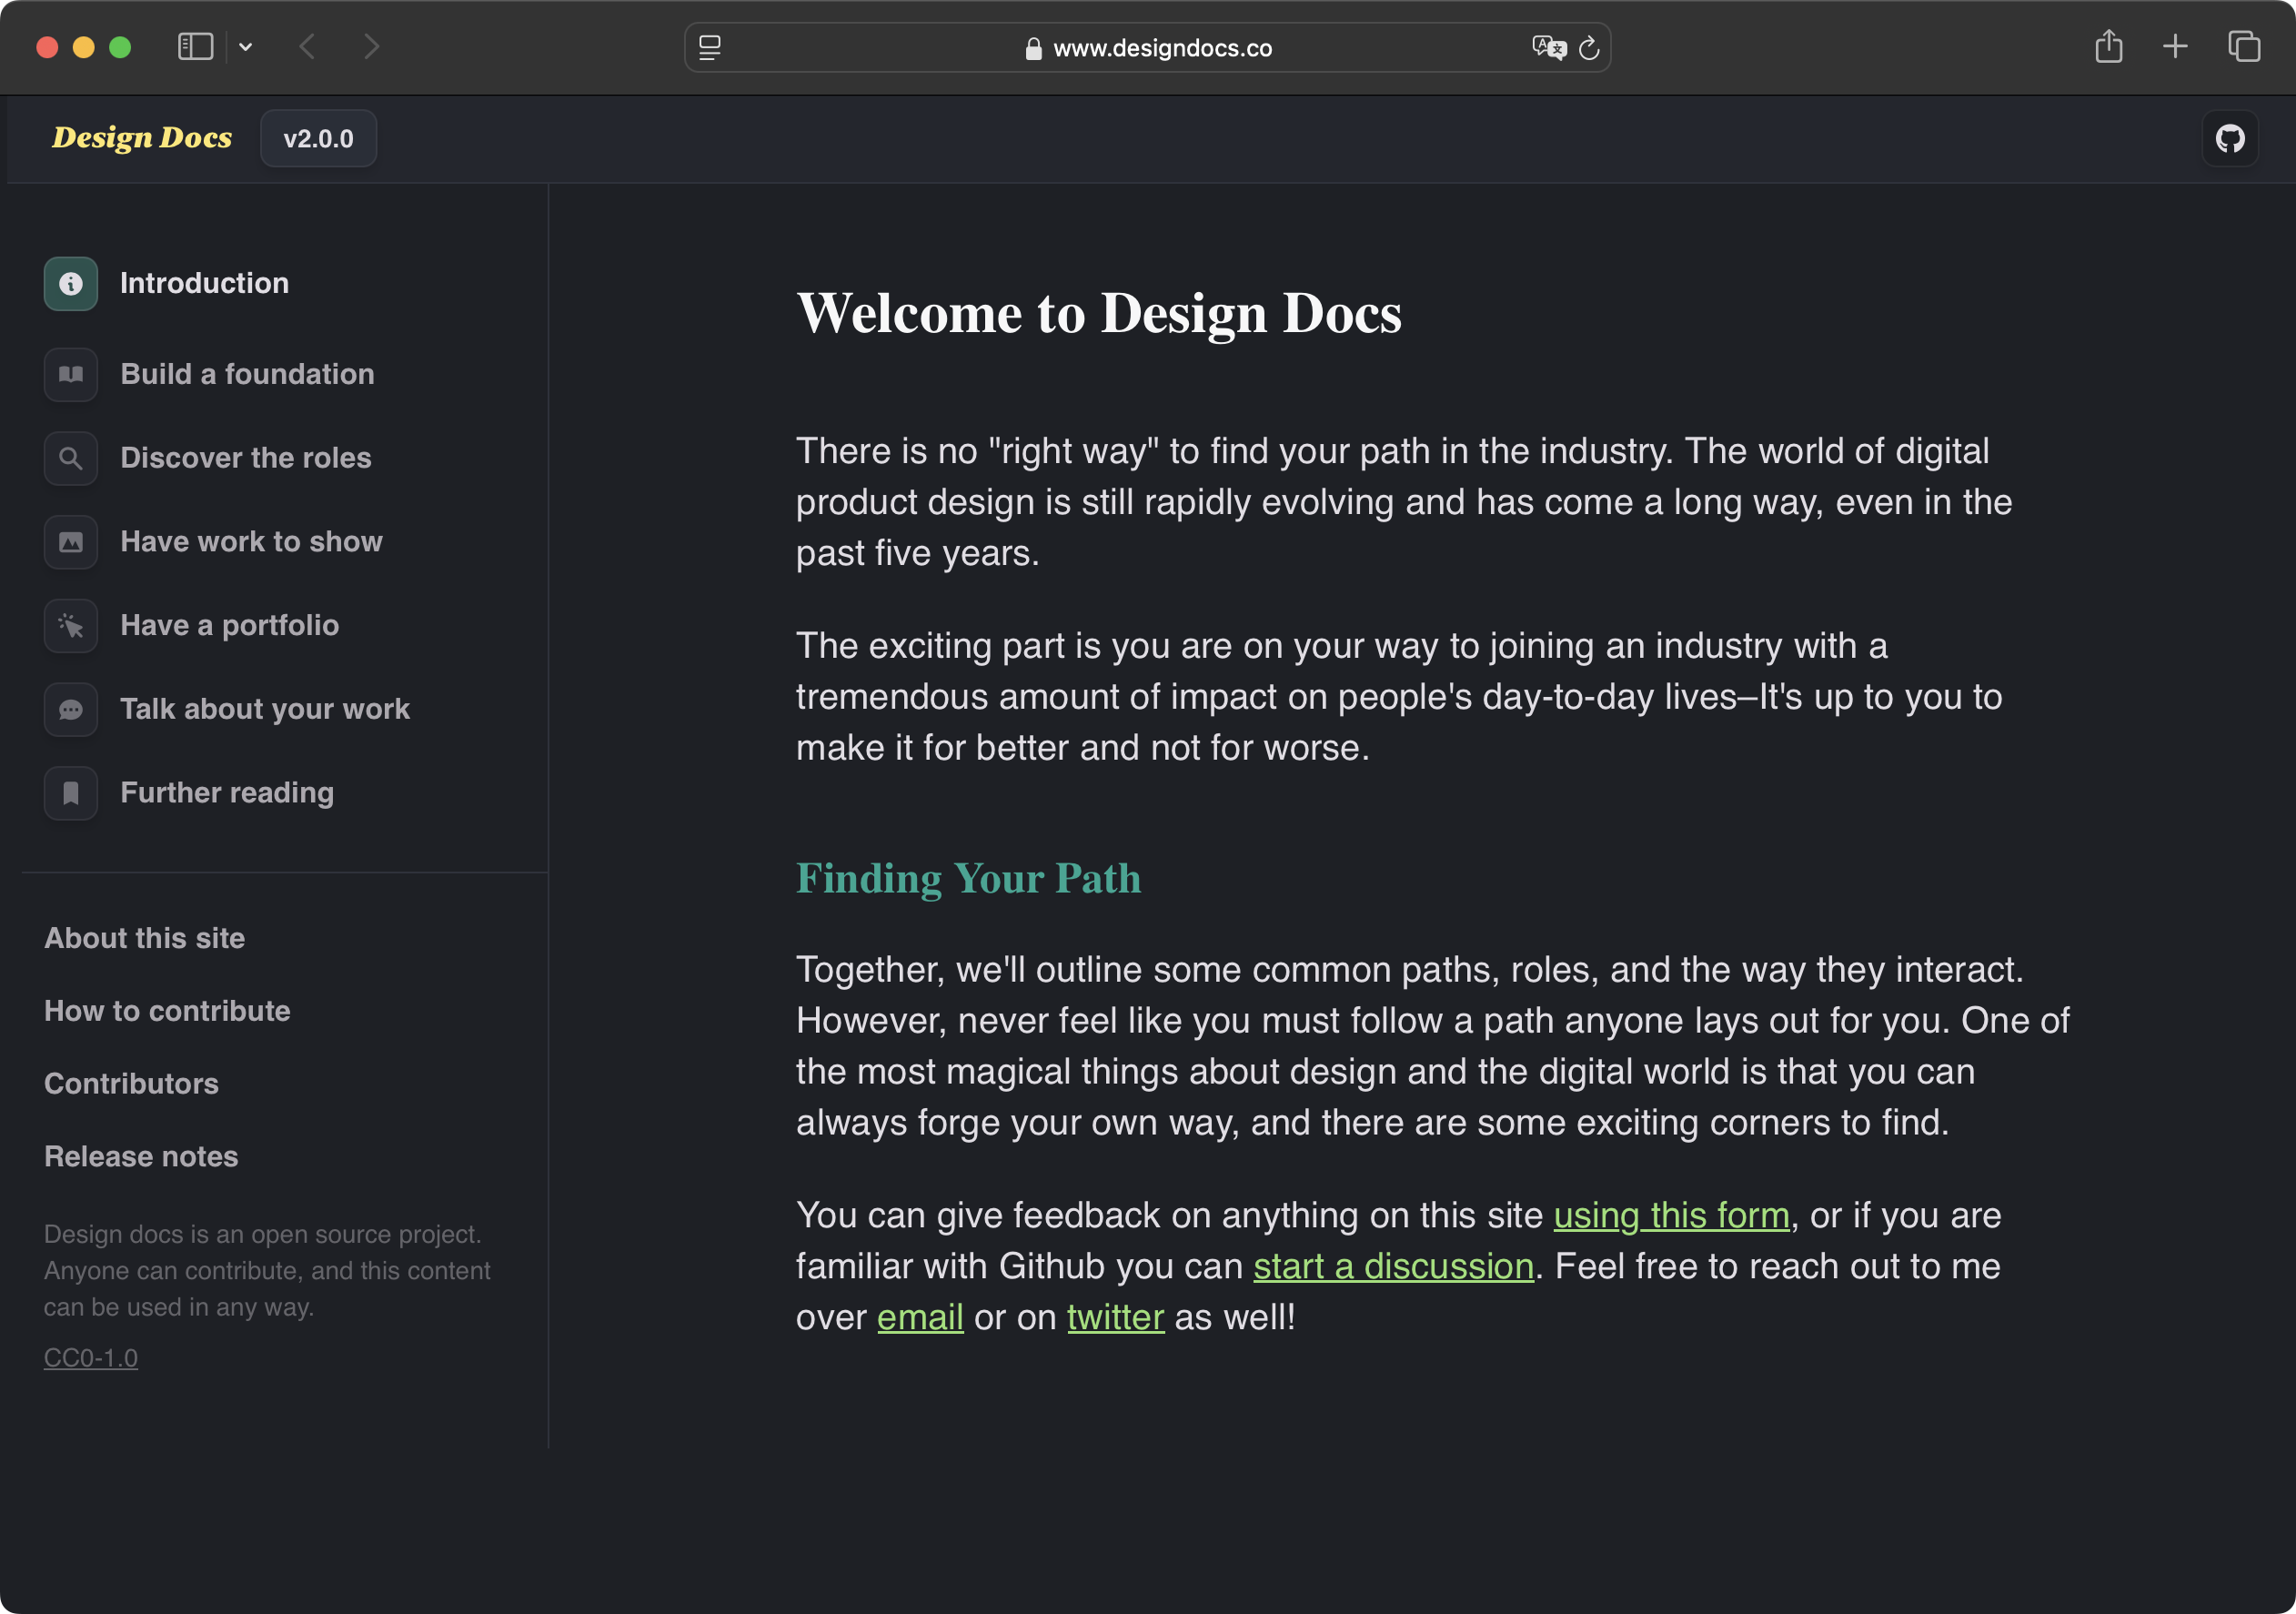 www.designdocs.co
Design Docs
v2.0.0
Introduction
Build a foundation
Discover the roles
Have work to show
Have a portfolio
Talk about your work
Further reading
About this site
How to contribute
Contributors
Release notes
Design docs is an open source project.
Anyone can contribute, and this content
can be used in any way.
CC0-1.0
Welcome to Design Docs
There is no "right way" to find your path in the industry. The world of digital
product design is still rapidly evolving and has come a long way, even in the
past five years.
The exciting part is you are on your way to joining an industry with a
tremendous amount of impact on people's day-to-day lives–It's up to you to
make it for better and not for worse.
Finding Your Path
Together, we'll outline some common paths, roles, and the way they interact.
However, never feel like you must follow a path anyone lays out for you. One of
the most magical things about design and the digital world is that you can
always forge your own way, and there are some exciting corners to find.
You can give feedback on anything on this site using this form, or if you are
familiar with Github you can start a discussion. Feel free to reach out to me
over email or on twitter as well!